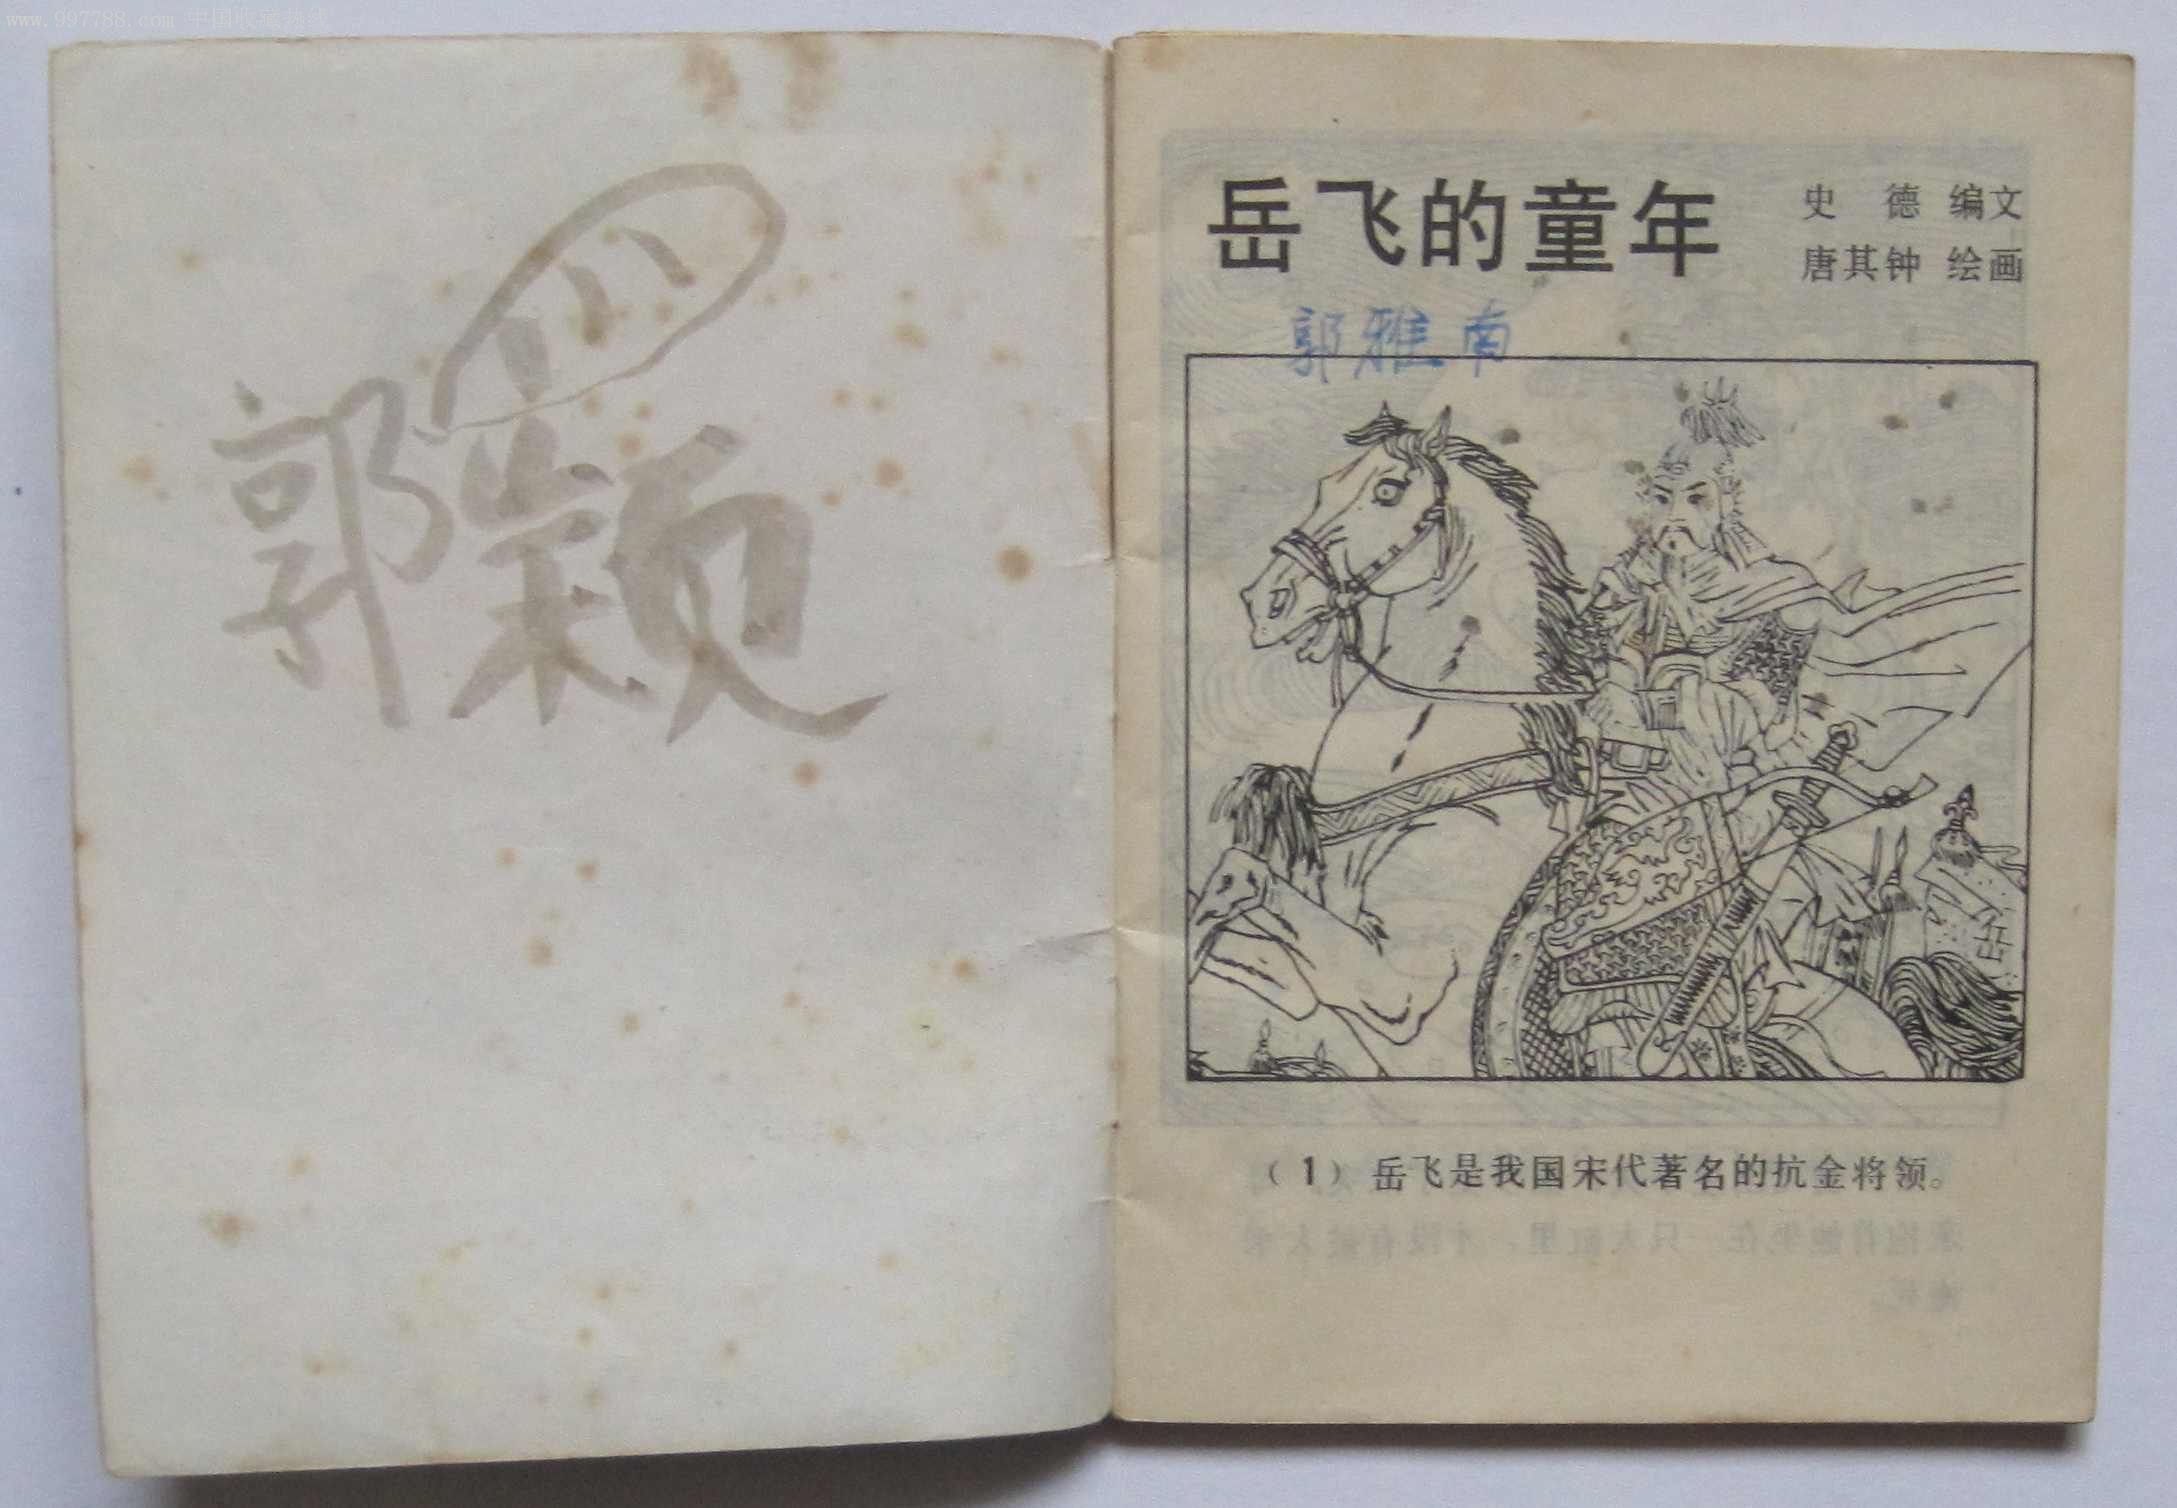 www.997788.com 中国收藏热线
郭颖
岳飞的童年
史 德 编文
唐其钟 绘画
郭雅南
岳
（1）岳飞是我国宋代著名的抗金将领。